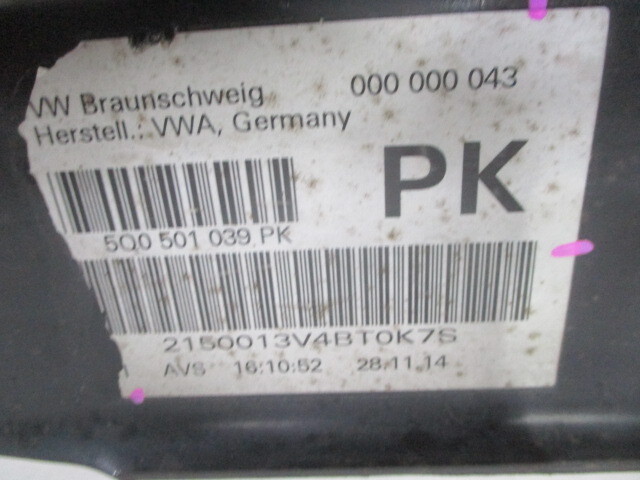 VW Braunschweig 000 000 043
Herstell.: VWA, Germany
PK
5Q0 501 039 PK
2150013V4BT0K7S
AVS 16:10:52 28.11.14